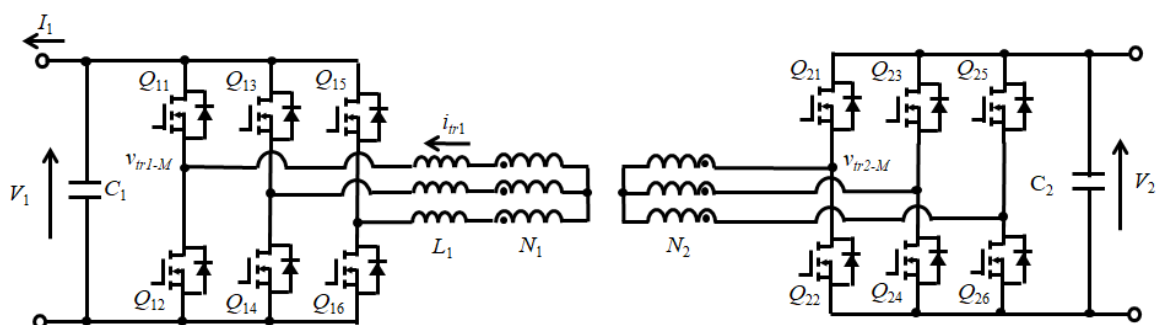 I1
Q11
Q13
Q15
Q21
Q23
Q25
itr1
vtr1-M
vtr2-M
V1
C1
C2
V2
L1
N1
N2
Q12
Q14
Q16
Q22
Q24
Q26